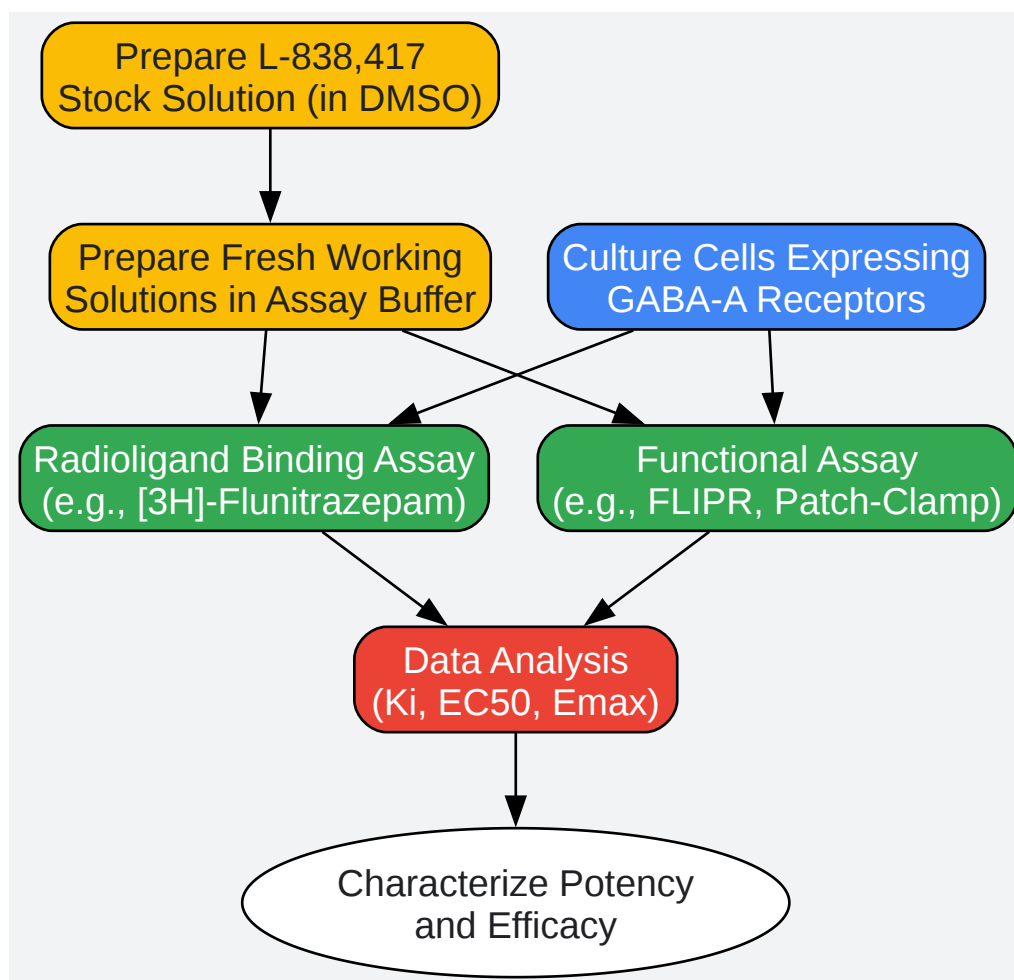 Prepare L-838,417
Stock Solution (in DMSO)
Prepare Fresh Working
Solutions in Assay Buffer
Culture Cells Expressing
GABA-A Receptors
Radioligand Binding Assay
(e.g., [3H]-Flunitrazepam)
Functional Assay
(e.g., FLIPR, Patch-Clamp)
Data Analysis
(Ki, EC50, Emax)
Characterize Potency
and Efficacy